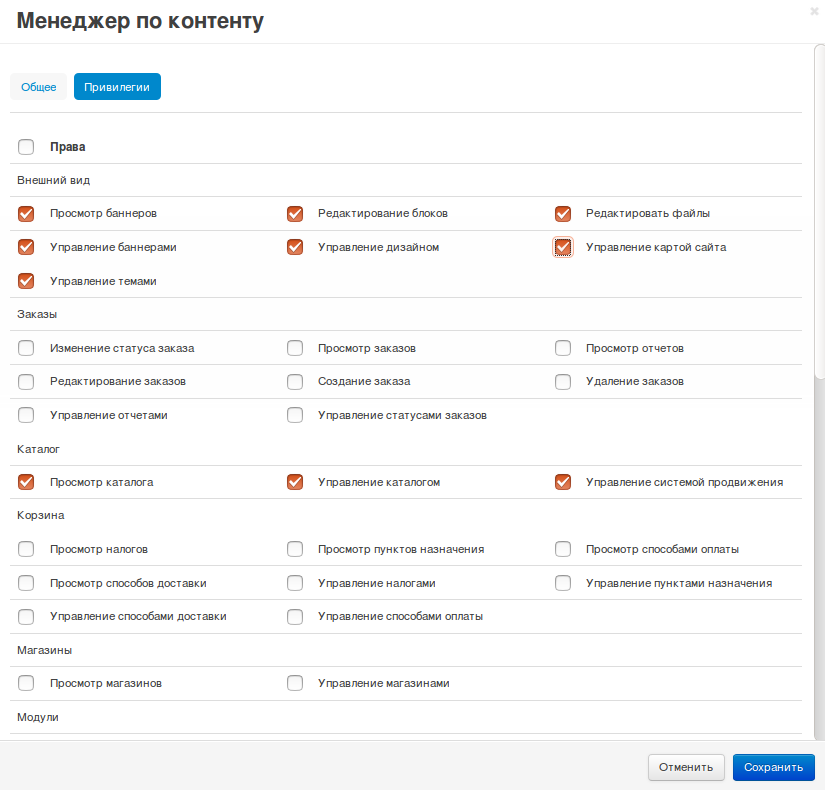 Менеджер по контенту
Общее Привилегии
Права
Внешний вид
Просмотр баннеров Редактирование блоков Редактировать файлы
Управление баннерами Управление дизайном Управление картой сайта
Управление темами
Заказы
Изменение статуса заказа Просмотр заказов Просмотр отчетов
Редактирование заказов Создание заказа Удаление заказов
Управление отчетами Управление статусами заказов
Каталог
Просмотр каталога Управление каталогом Управление системой продвижения
Корзина
Просмотр налогов Просмотр пунктов назначения Просмотр способами оплаты
Просмотр способов доставки Управление налогами Управление пунктами назначения
Управление способами доставки Управление способами оплаты
Магазины
Просмотр магазинов Управление магазинами
Модули
Отменить Сохранить